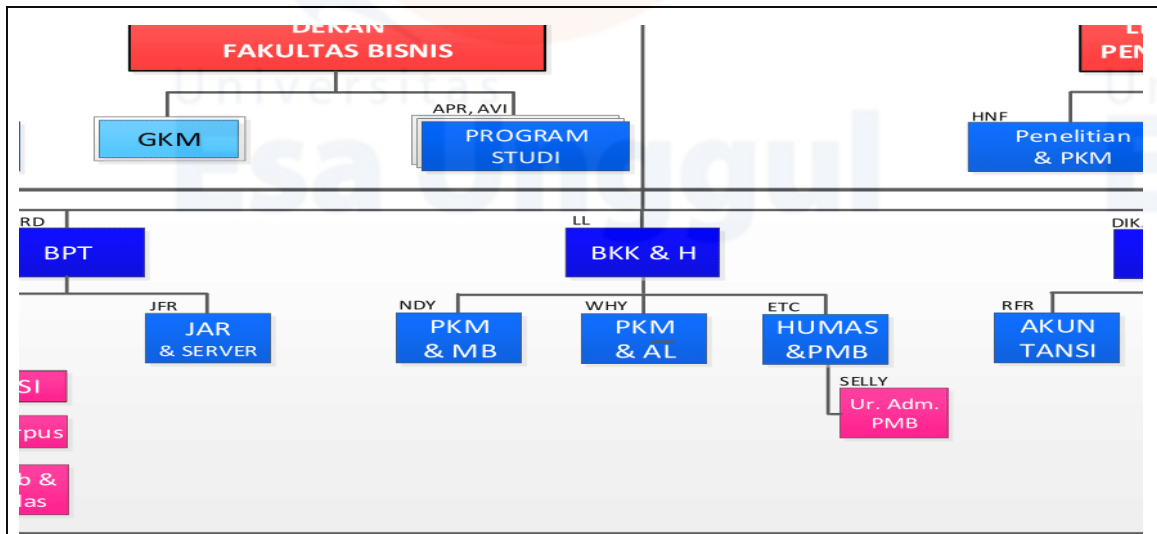 DEKAN
FAKULTAS BISNIS
Universitas
Esa Unggul
GKM
APR, AVI
PROGRAM
STUDI
HNF
Penelitian
& PKM
RD
BPT
LL
BKK & H
DIK
JFR
JAR
& SERVER
NDY
PKM
& MB
WHY
PKM
& AL
ETC
HUMAS
&PMB
RFR
AKUN
TANSI
SELLY
Ur. Adm.
PMB
SI
rpus
b &
las